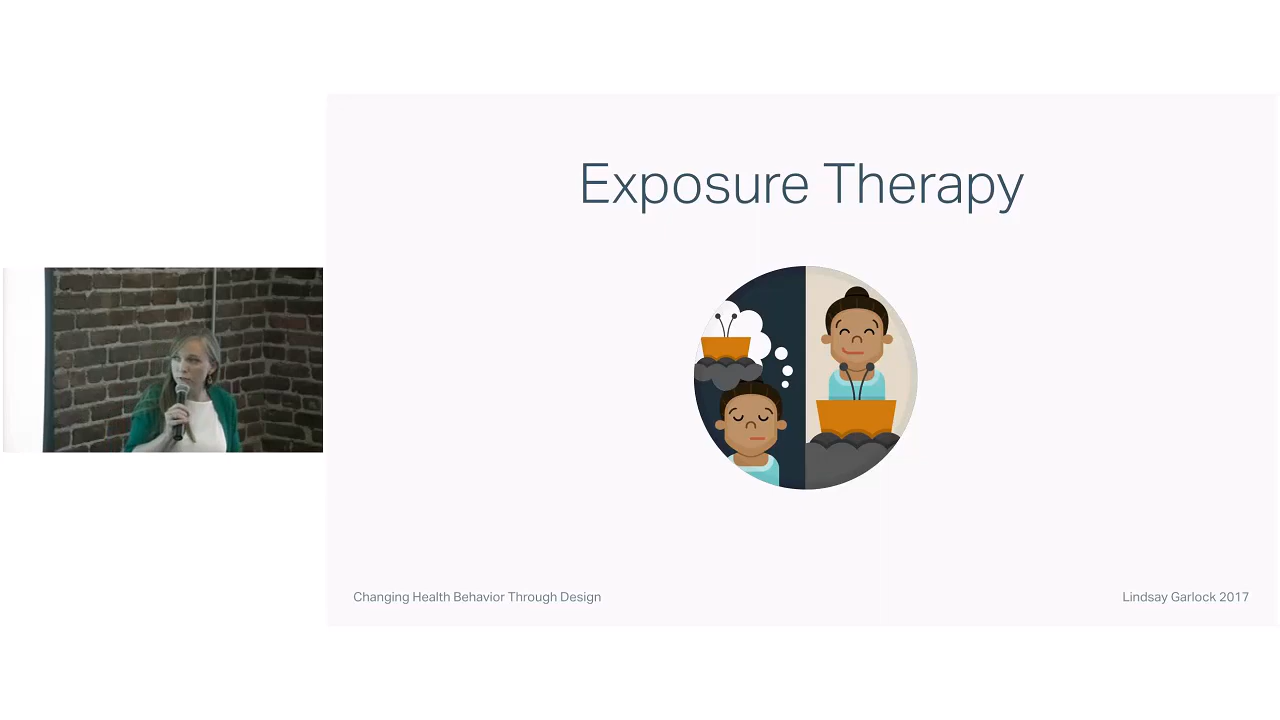 Exposure Therapy
Changing Health Behavior Through Design
Lindsay Garlock 2017